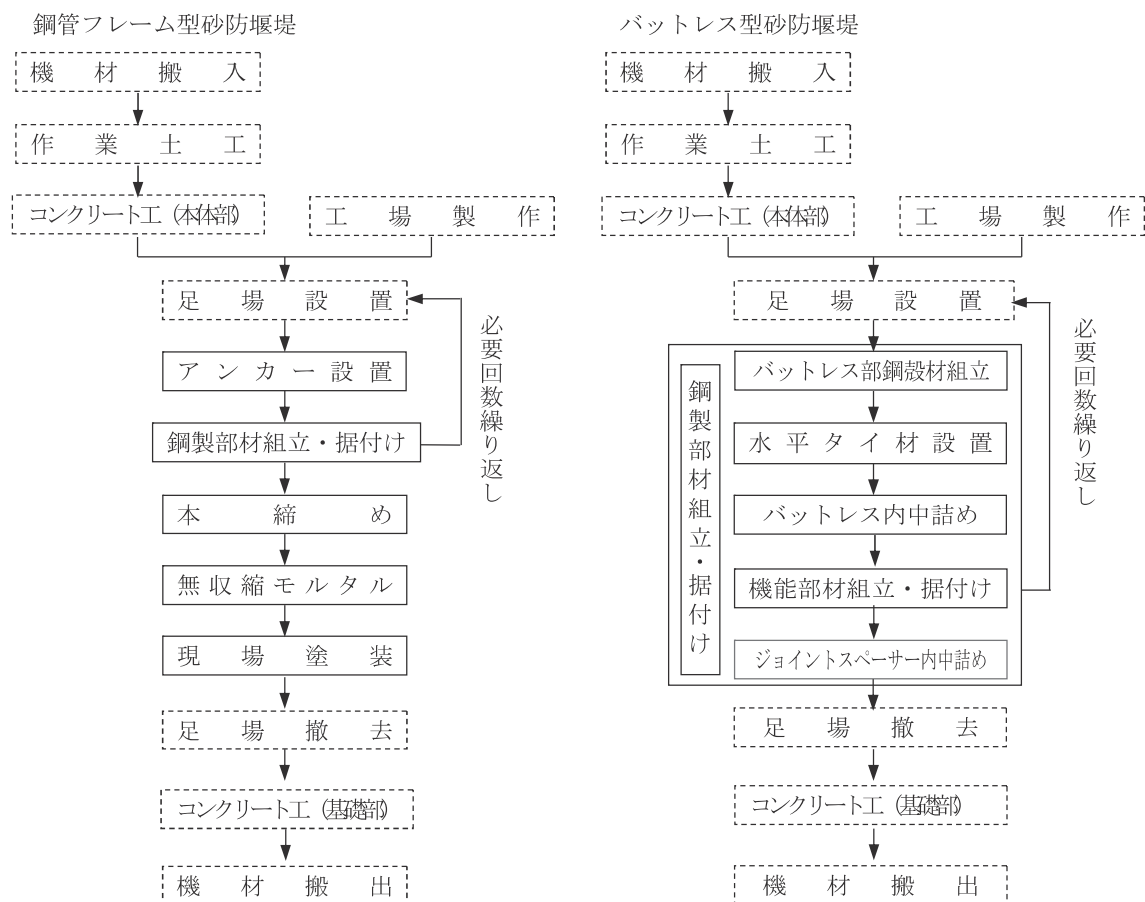 鋼管フレーム型砂防堰堤
機材搬入
作業土工
コンクリート工（本体部）
工場製作
足場設置
アンカー設置
鋼製部材組立・据付け
必要回数繰り返し
本締め
無収縮モルタル
現場塗装
足場撤去
コンクリート工（基礎部）
機材搬出
バットレス型砂防堰堤
機材搬入
作業土工
コンクリート工（本体部）
工場製作
足場設置
鋼製部材組立・据付け
バットレス部鋼殻材組立
水平タイ材設置
バットレス内中詰め
機能部材組立・据付け
ジョイントスペーサー内中詰め
必要回数繰り返し
足場撤去
コンクリート工（基礎部）
機材搬出